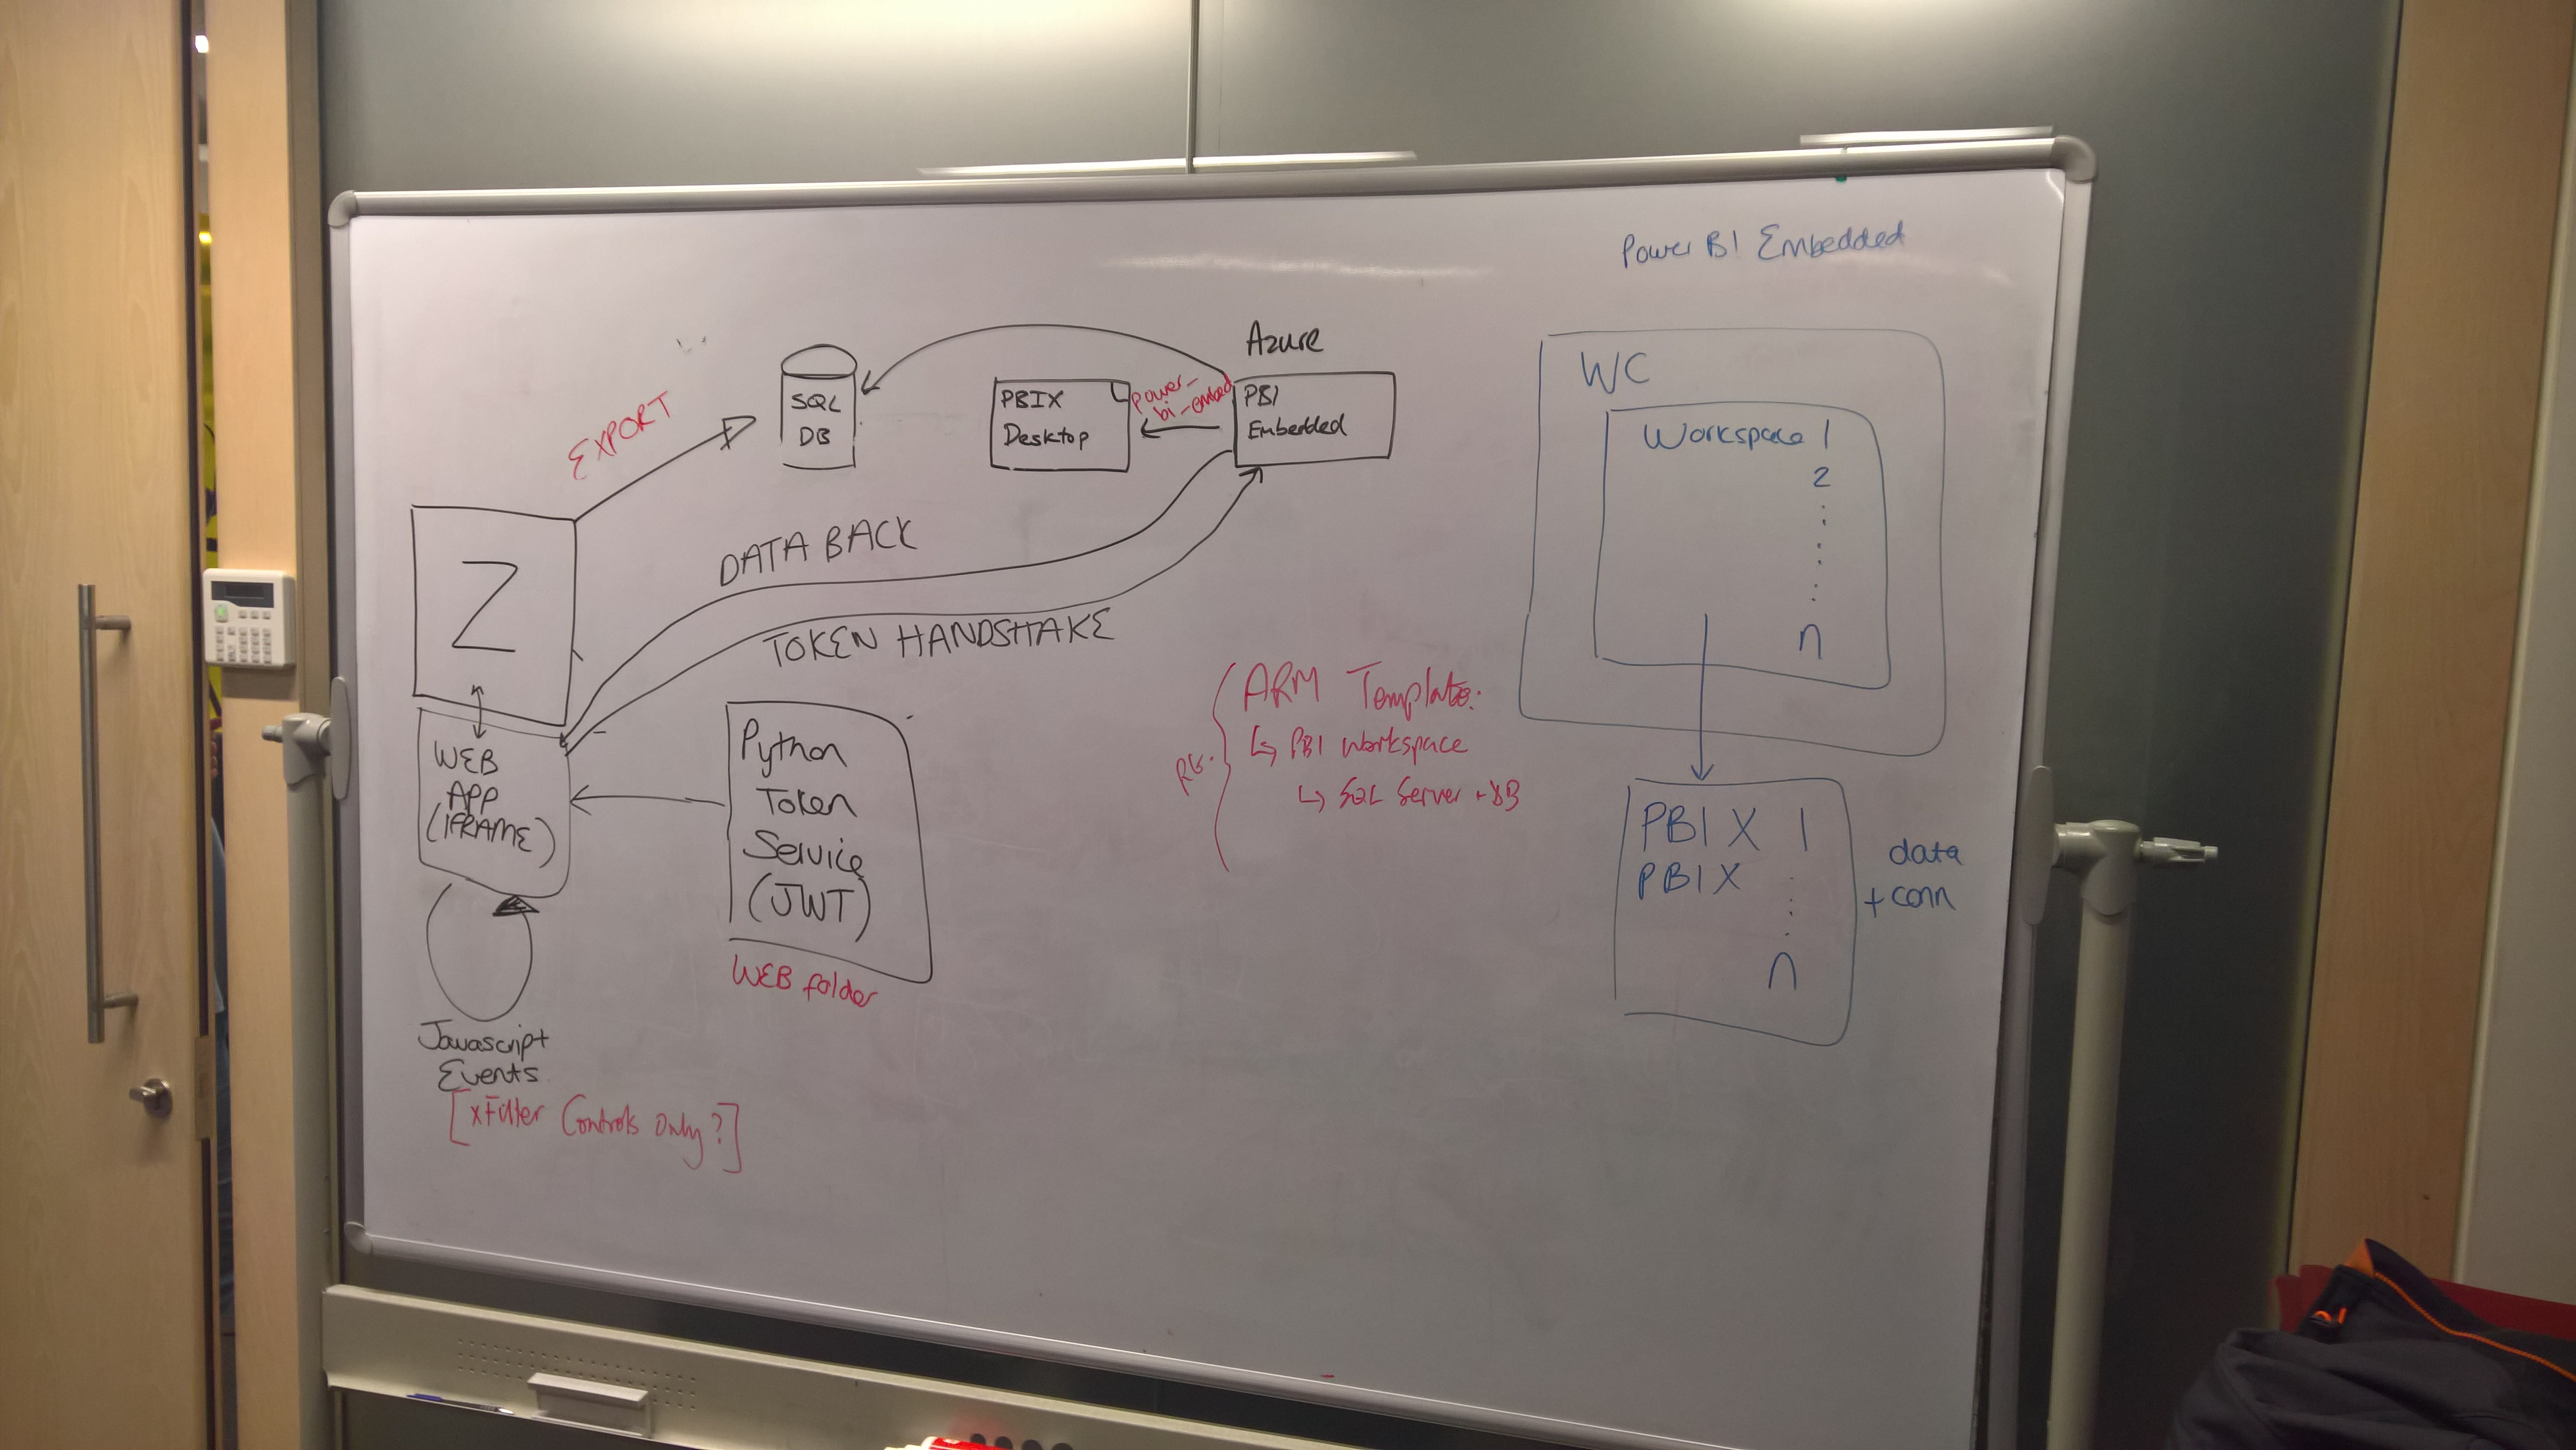 Power BI Embedded
Azure
SQL
DB
PBIX
Desktop
Power_
bi_embed
PBI
Embedded
EXPORT
Z
DATA BACK
TOKEN HANDSHAKE
WEB
APP
(IFRAME)
Python
Token
Service
(JWT)
WEB folder
Javascript
Events
[xFilter Controls Only?]
RG.
ARM Template:
↳ PBI Workspace
↳ SQL Server + DB
WC
Workspace 1
2
n
PBIX 1
PBIX
n
data
+ conn